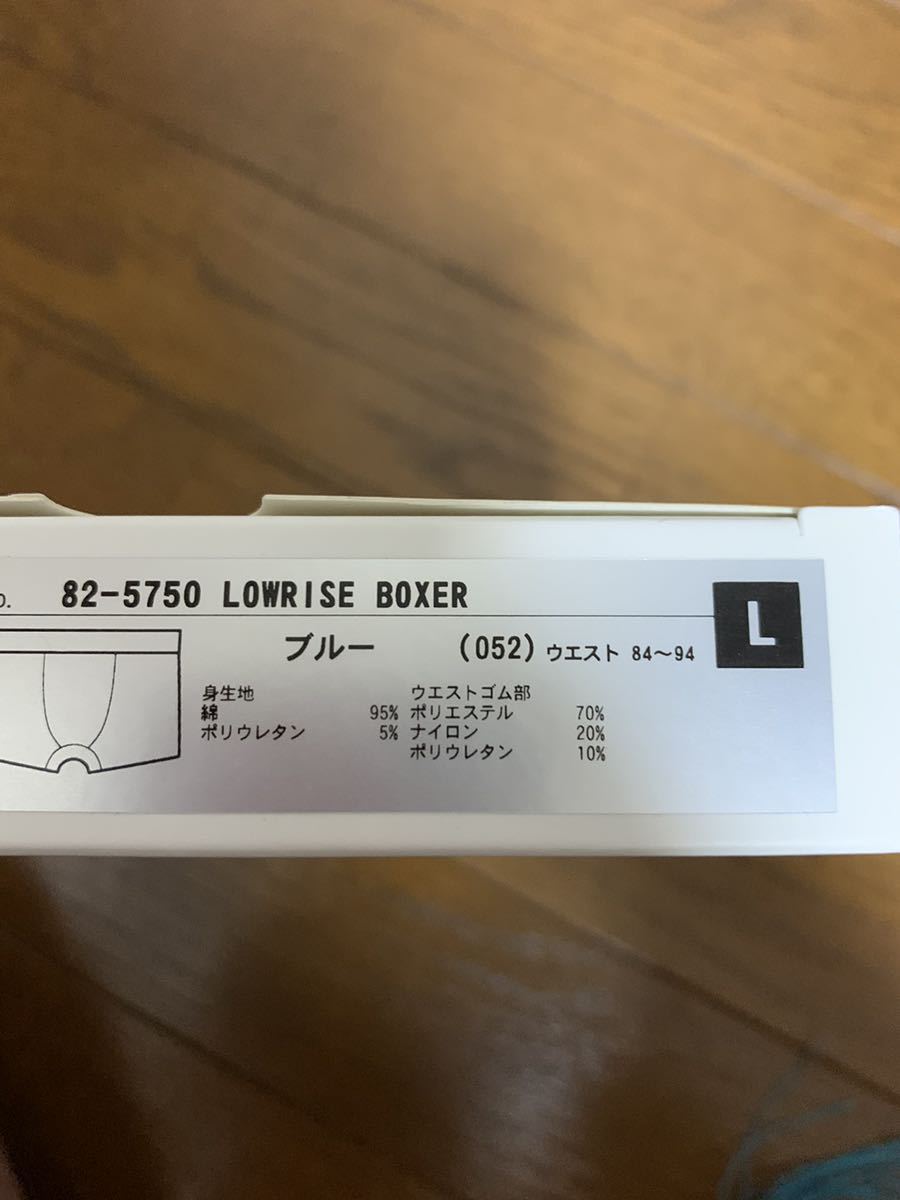 82-5750 LOWRISE BOXER
L
ブルー (052) ウエスト 84～94
身生地 ウエストゴム部
綿 95% ポリエステル 70%
ポリウレタン 5% ナイロン 20%
ポリウレタン 10%